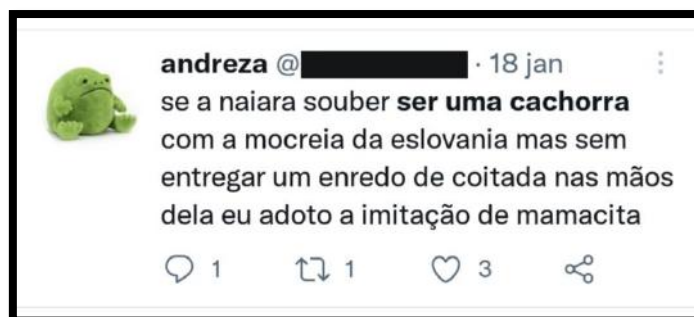 andreza @ · 18 jan
se a naiara souber ser uma cachorra
com a mocreia da eslovania mas sem
entregar um enredo de coitada nas mãos
dela eu adoto a imitação de mamacita
1 1 3